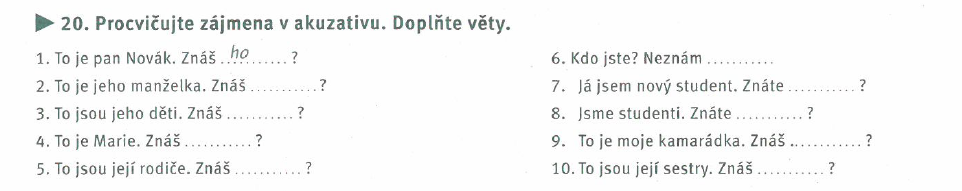 ▶ 20. Procvičujte zájmena v akuzativu. Doplňte věty.
1. To je pan Novák. Znáš ..ho........ ?
2. To je jeho manželka. Znáš ........... ?
3. To jsou jeho děti. Znáš ........... ?
4. To je Marie. Znáš ........... ?
5. To jsou její rodiče. Znáš ........... ?
6. Kdo jste? Neznám ...........
7. Já jsem nový student. Znáte ........... ?
8. Jsme studenti. Znáte ........... ?
9. To je moje kamarádka. Znáš ........... ?
10. To jsou její sestry. Znáš ........... ?